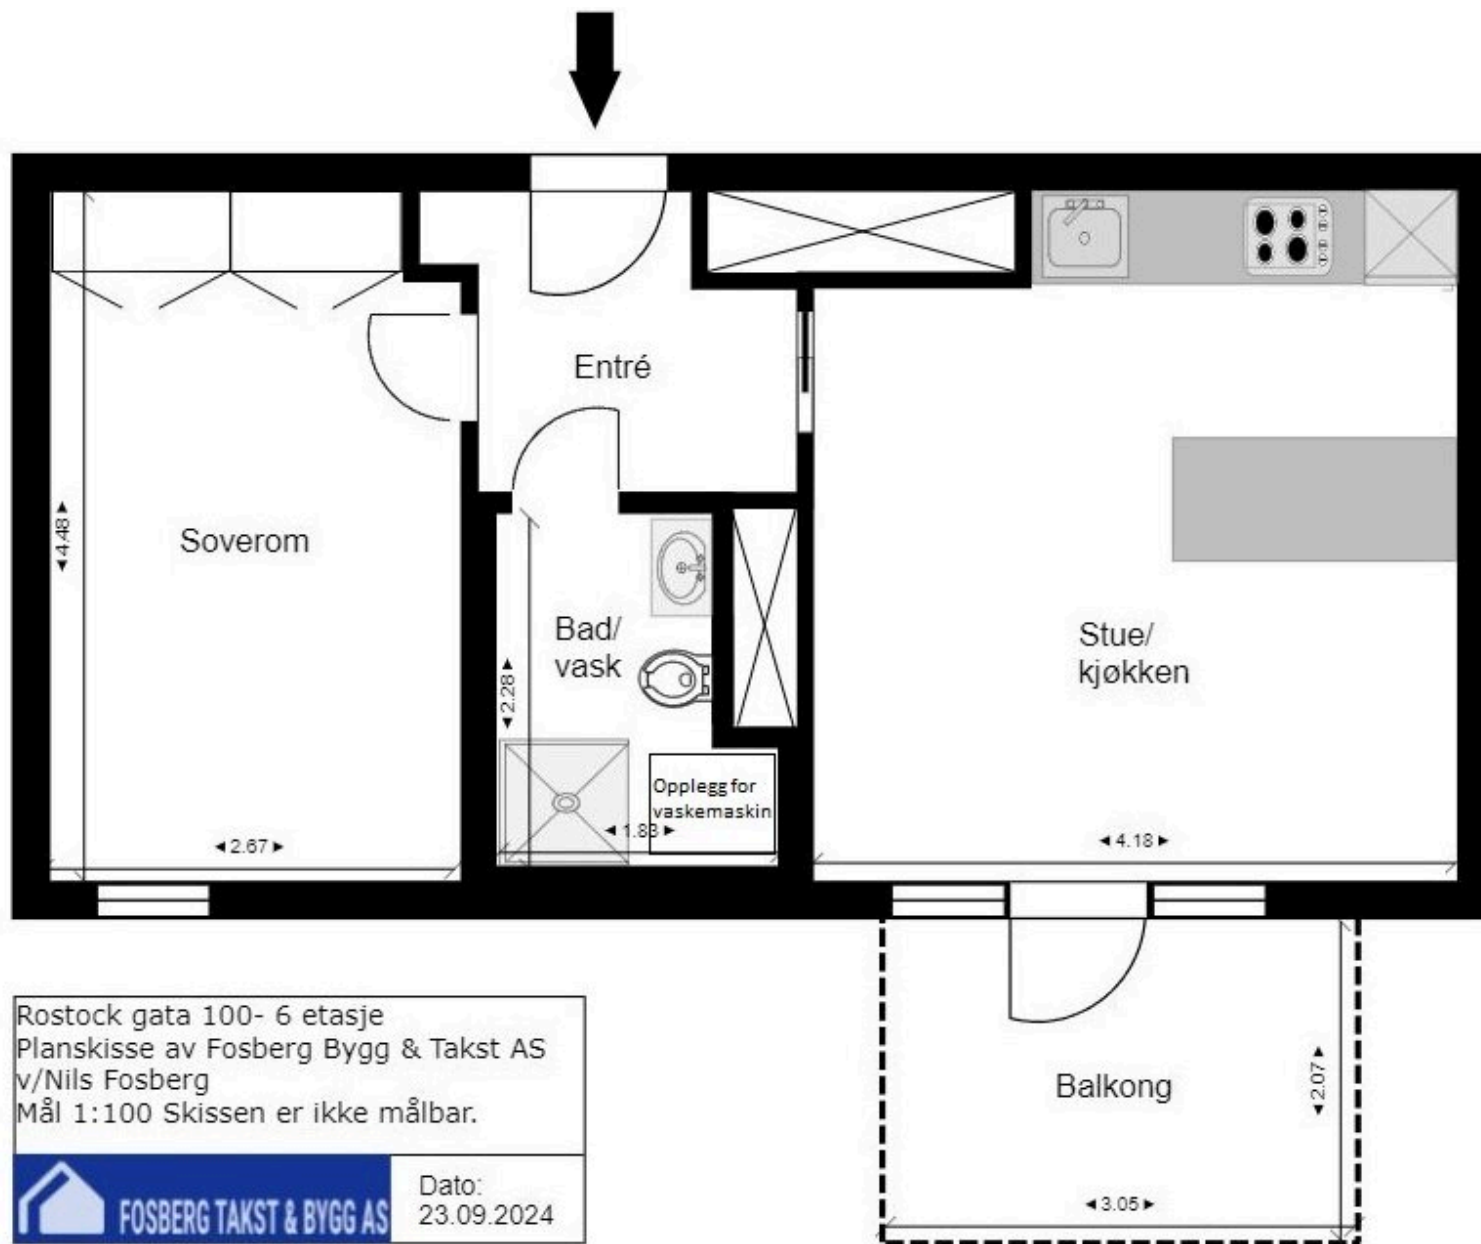 Entré
Soverom
◄4.48►
Bad/
vask
◄2.28►
Stue/
kjøkken
Opplegg for
vaskemaskin
◄1.83►
◄2.67►
◄4.18►
Balkong
◄2.07►
◄3.05►
Rostock gata 100- 6 etasje
Planskisse av Fosberg Bygg & Takst AS
v/Nils Fosberg
Mål 1:100 Skissen er ikke målbar.
FOSBERG TAKST & BYGG AS
Dato:
23.09.2024